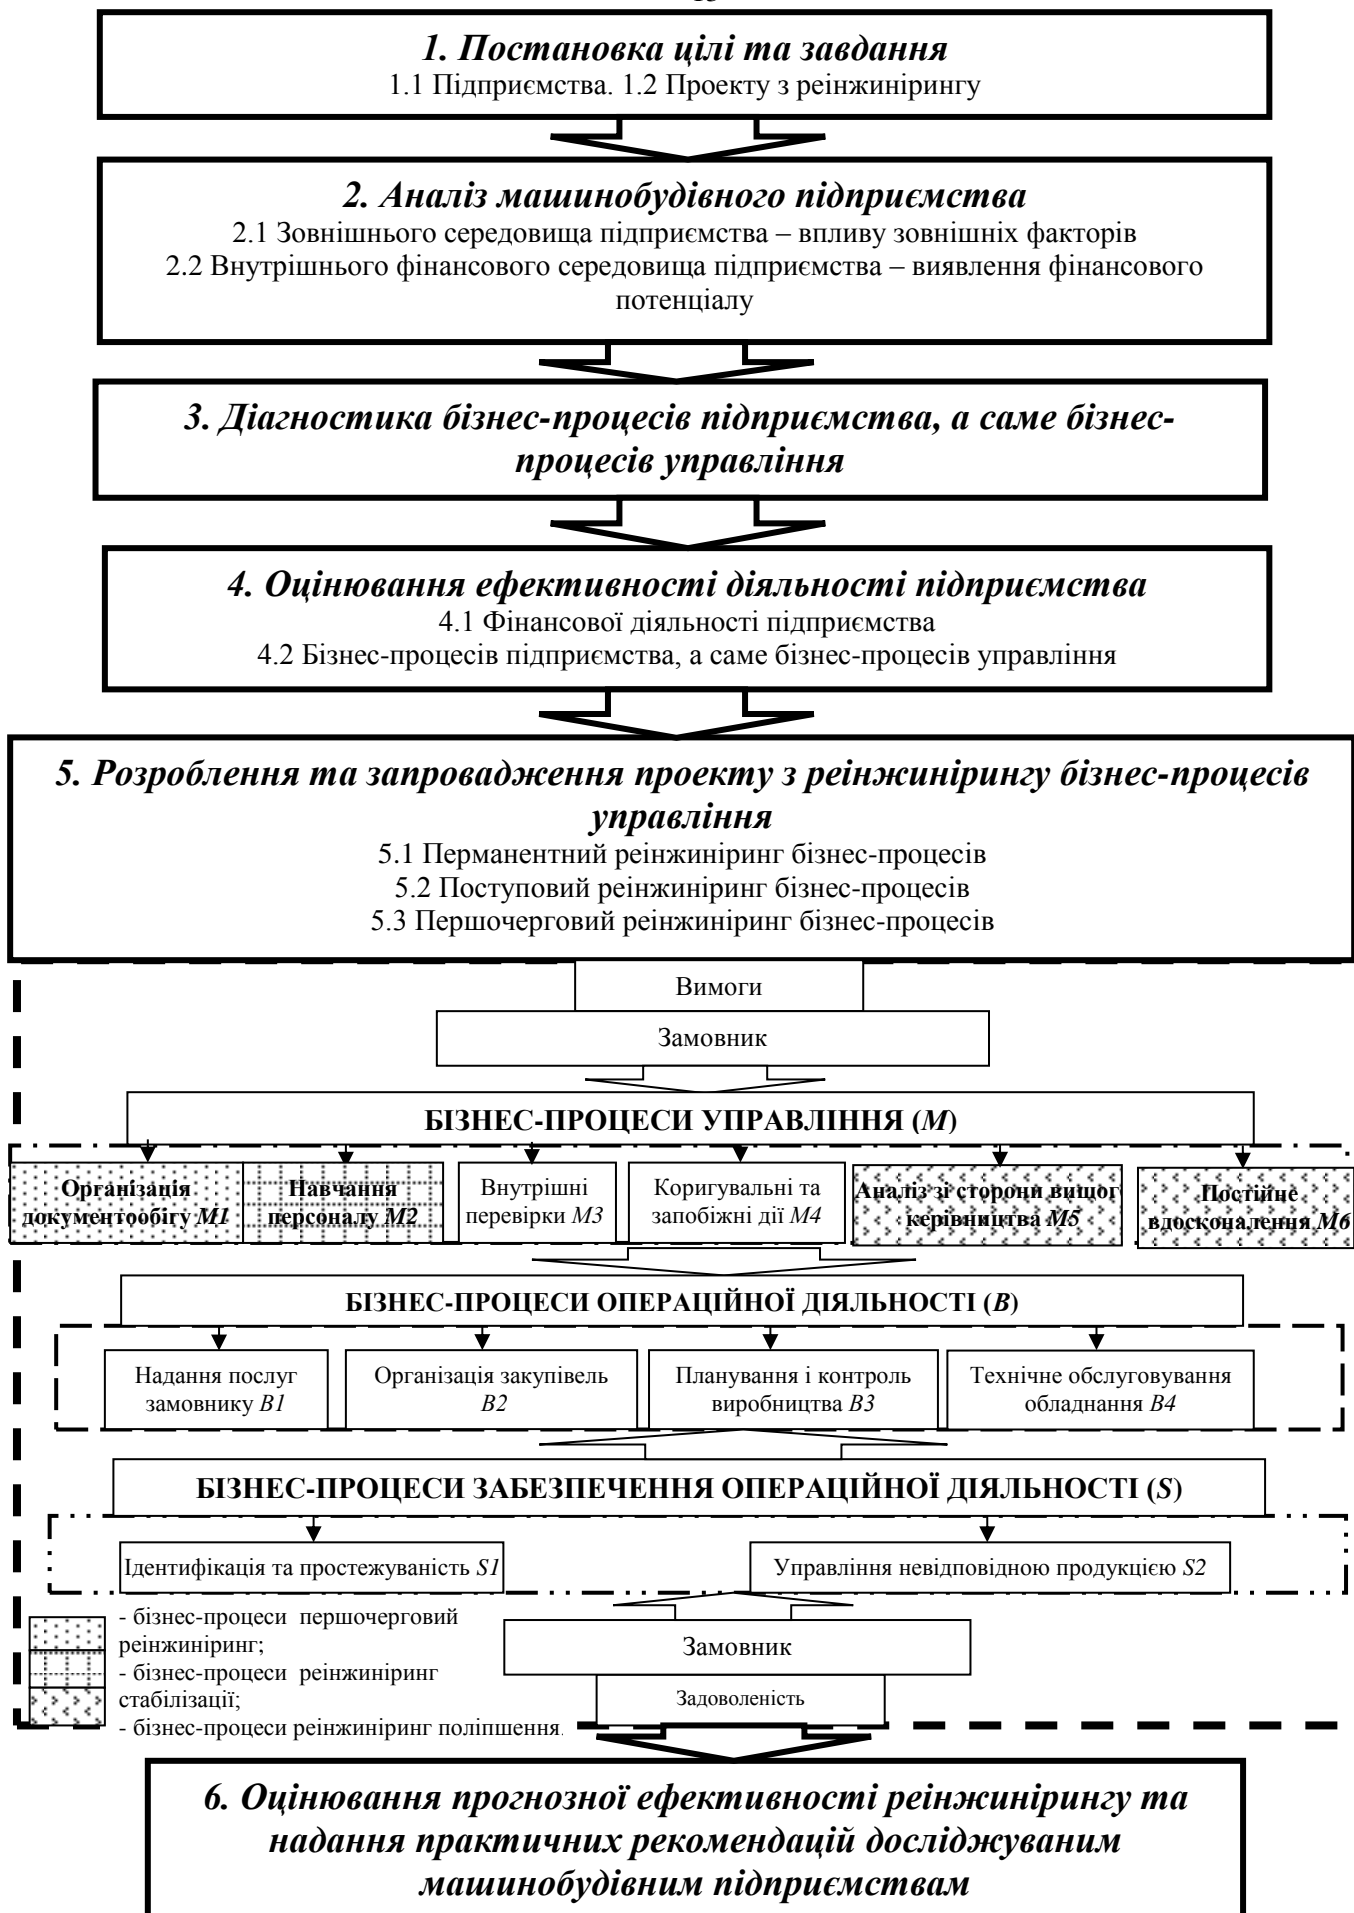 1. Постановка цілі та завдання
1.1 Підприємства. 1.2 Проекту з реінжинірингу
2. Аналіз машинобудівного підприємства
2.1 Зовнішнього середовища підприємства – впливу зовнішніх факторів
2.2 Внутрішнього фінансового середовища підприємства – виявлення фінансового
потенціалу
3. Діагностика бізнес-процесів підприємства, а саме бізнес-
процесів управління
4. Оцінювання ефективності діяльності підприємства
4.1 Фінансової діяльності підприємства
4.2 Бізнес-процесів підприємства, а саме бізнес-процесів управління
5. Розроблення та запровадження проекту з реінжинірингу бізнес-процесів
управління
5.1 Перманентний реінжиніринг бізнес-процесів
5.2 Поступовий реінжиніринг бізнес-процесів
5.3 Першочерговий реінжиніринг бізнес-процесів
Вимоги
Замовник
БІЗНЕС-ПРОЦЕСИ УПРАВЛІННЯ (М)
Організація
документообігу М1
Навчання
персоналу М2
Внутрішні
перевірки М3
Коригувальні та
запобіжні дії М4
Аналіз зі сторони вищог
керівництва М5
Постійне
вдосконалення М6
БІЗНЕС-ПРОЦЕСИ ОПЕРАЦІЙНОЇ ДІЯЛЬНОСТІ (В)
Надання послуг
замовнику В1
Організація закупівель
В2
Планування і контроль
виробництва В3
Технічне обслуговування
обладнання В4
БІЗНЕС-ПРОЦЕСИ ЗАБЕЗПЕЧЕННЯ ОПЕРАЦІЙНОЇ ДІЯЛЬНОСТІ (S)
Ідентифікація та простежуваність S1
Управління невідповідною продукцією S2
- бізнес-процеси першочерговий
реінжиніринг;
- бізнес-процеси реінжиніринг
стабілізації;
- бізнес-процеси реінжиніринг поліпшення.
Замовник
Задоволеність
6. Оцінювання прогнозної ефективності реінжинірингу та
надання практичних рекомендацій досліджуваним
машинобудівним підприємствам